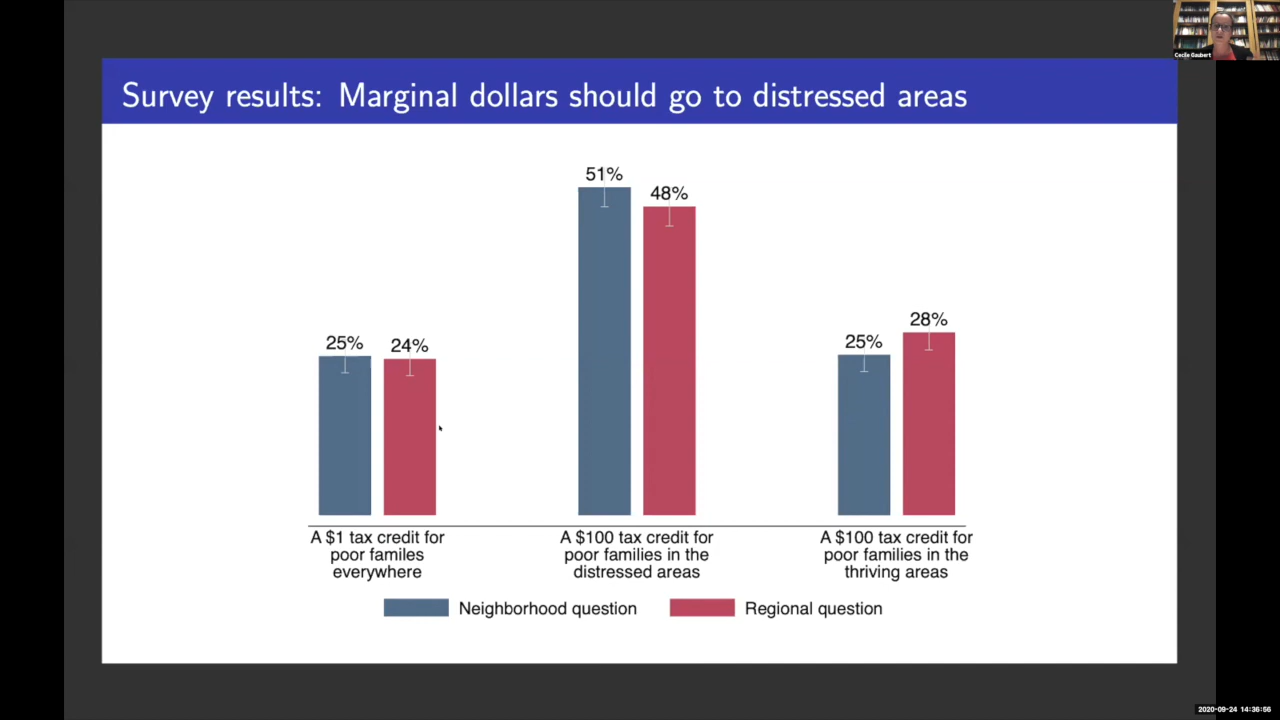 Cecile Gaubert
Survey results: Marginal dollars should go to distressed areas
51%
48%
25%
24%
25%
28%
A $1 tax credit for
poor familes
everywhere
A $100 tax credit for
poor families in the
distressed areas
A $100 tax credit for
poor families in the
thriving areas
Neighborhood question
Regional question
2020-09-24 14:36:56